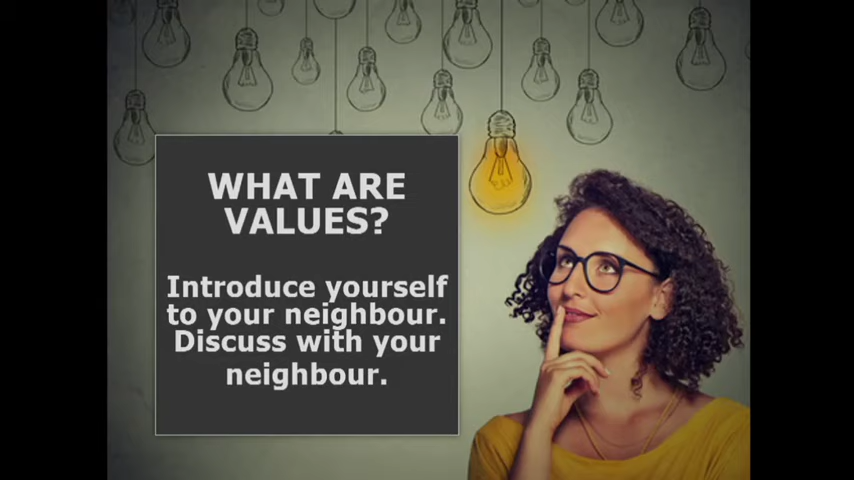 WHAT ARE
VALUES?
Introduce yourself
to your neighbour.
Discuss with your
neighbour.